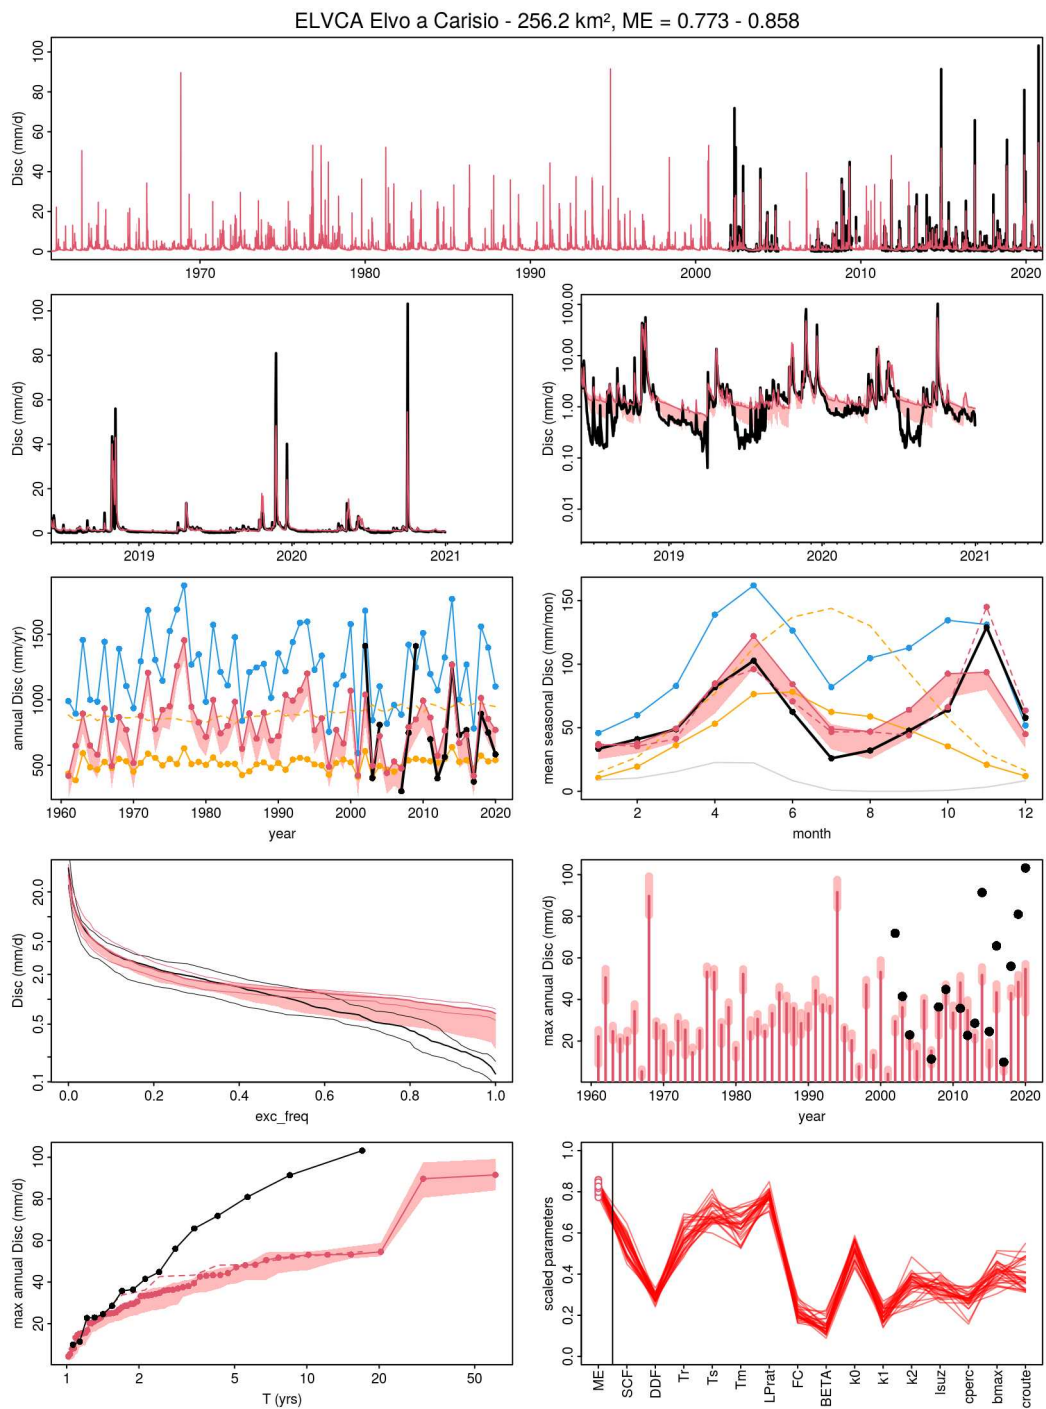 ELVCA Elvo a Carisio - 256.2 km², ME = 0.773 - 0.858
Disc (mm/d)
0 20 40 60 80 100
1970 1980 1990 2000 2010 2020
Disc (mm/d)
0 20 40 60 80 100
2019 2020 2021
Disc (mm/d)
0.01 0.10 1.00 10.00 100.00
2019 2020 2021
annual Disc (mm/yr)
500 1000 1500
1960 1970 1980 1990 2000 2010 2020
year
mean seasonal Disc (mm/mon)
0 50 100 150
2 4 6 8 10 12
month
Disc (mm/d)
0.1 0.5 2.0 5.0 20.0
0.0 0.2 0.4 0.6 0.8 1.0
exc_freq
max annual Disc (mm/d)
20 40 60 80 100
1960 1970 1980 1990 2000 2010 2020
year
max annual Disc (mm/d)
20 40 60 80 100
1 2 5 10 20 50
T (yrs)
scaled parameters
0.0 0.2 0.4 0.6 0.8 1.0
ME SCF DDF Tr Ts Tm LPrat FC BETA k0 k1 k2 lsuz cperc bmax croute